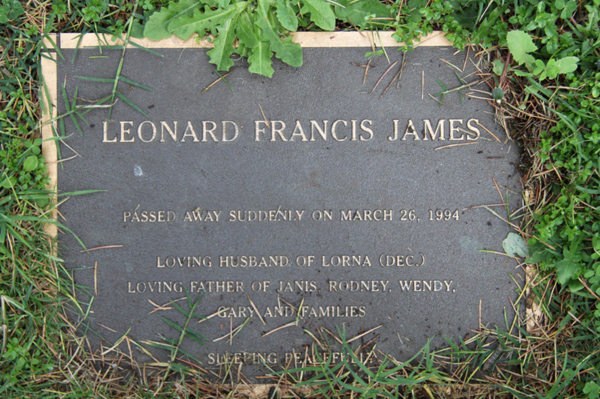 LEONARD FRANCIS JAMES
PASSED AWAY SUDDENLY ON MARCH 26, 1994
LOVING HUSBAND OF LORNA (DEC.)
LOVING FATHER OF JANIS, RODNEY, WENDY,
GARY AND FAMILIES
SLEEPING PEACEFULLY